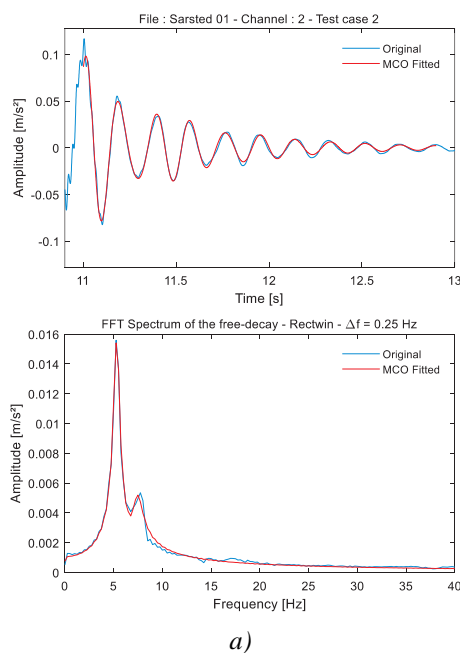 File : Sarsted 01 - Channel : 2 - Test case 2
Original
MCO Fitted
0.1
0.05
0
-0.05
-0.1
Amplitude [m/s²]
11
11.5
12
12.5
13
Time [s]
FFT Spectrum of the free-decay - Rectwin - Δf = 0.25 Hz
Original
MCO Fitted
0.016
0.014
0.012
0.01
0.008
0.006
0.004
0.002
0
Amplitude [m/s²]
0
5
10
15
20
25
30
35
40
Frequency [Hz]
a)